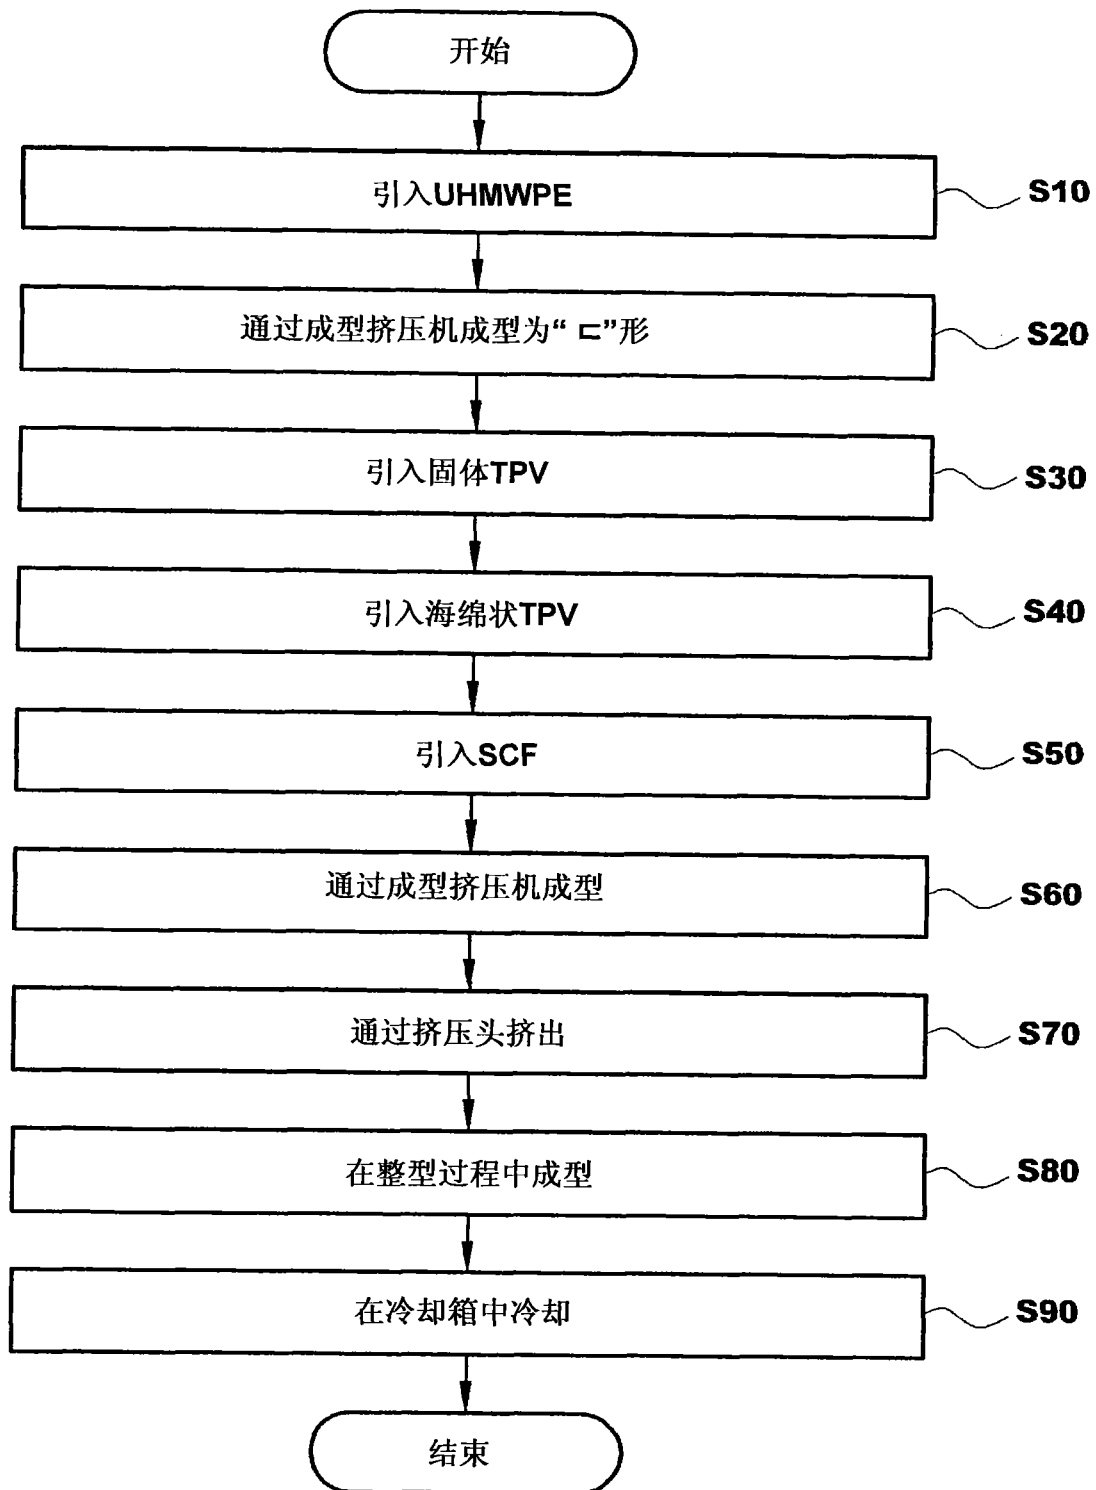 开始
引入UHMWPE
S10
通过成型挤压机成型为“ㄷ”形
S20
引入固体TPV
S30
引入海绵状TPV
S40
引入SCF
S50
通过成型挤压机成型
S60
通过挤压头挤出
S70
在整型过程中成型
S80
在冷却箱中冷却
S90
结束